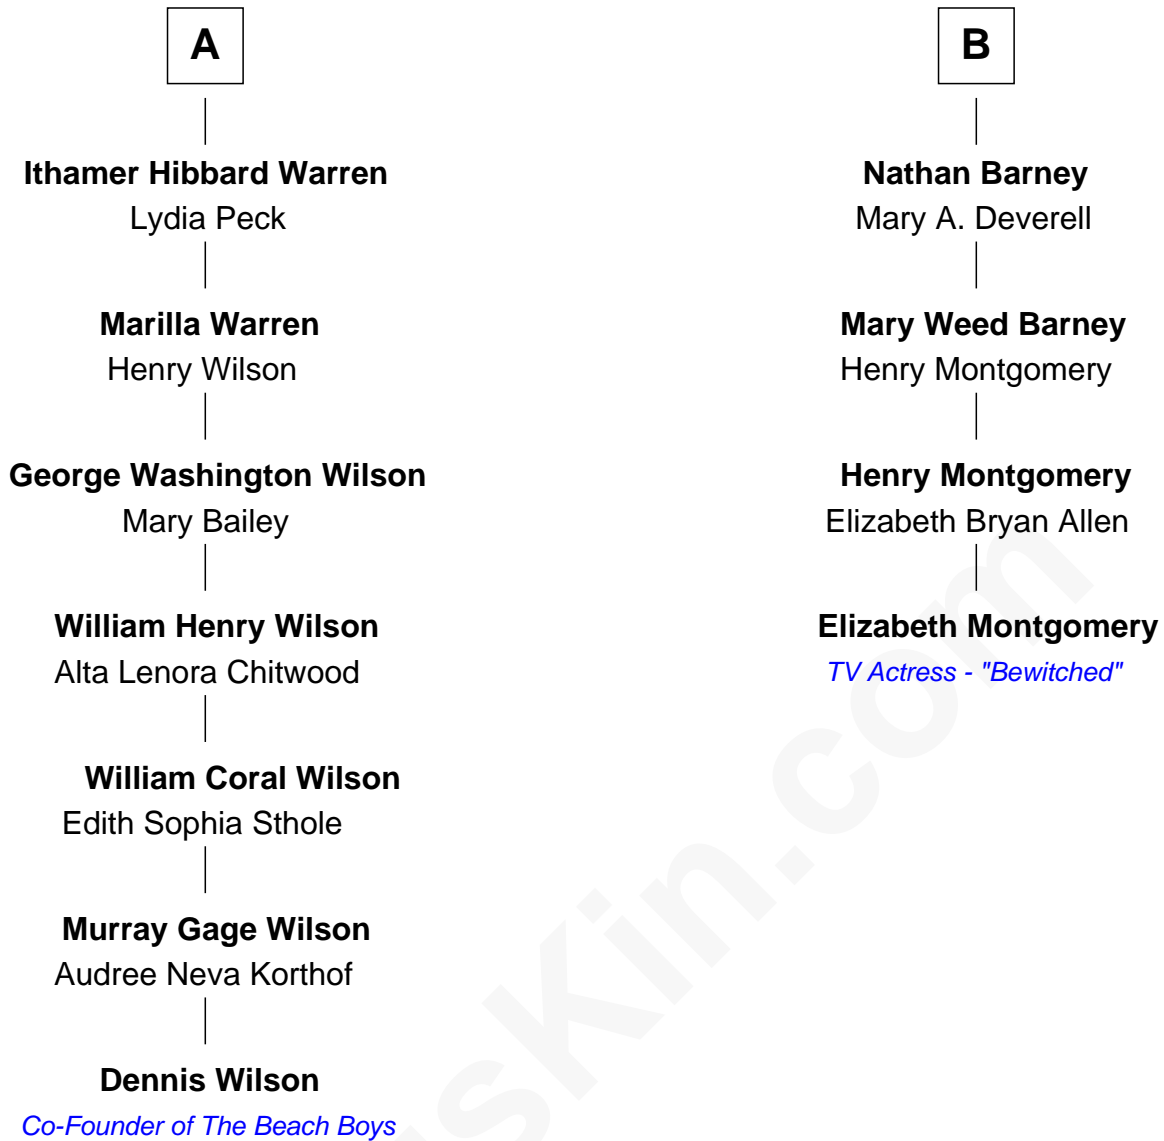 A
Ithamer Hibbard Warren
Lydia Peck
Marilla Warren
Henry Wilson
George Washington Wilson
Mary Bailey
William Henry Wilson
Alta Lenora Chitwood
William Coral Wilson
Edith Sophia Sthole
Murray Gage Wilson
Audree Neva Korthof
Dennis Wilson
Co-Founder of The Beach Boys
B
Nathan Barney
Mary A. Deverell
Mary Weed Barney
Henry Montgomery
Henry Montgomery
Elizabeth Bryan Allen
Elizabeth Montgomery
TV Actress - "Bewitched"
sKin.com